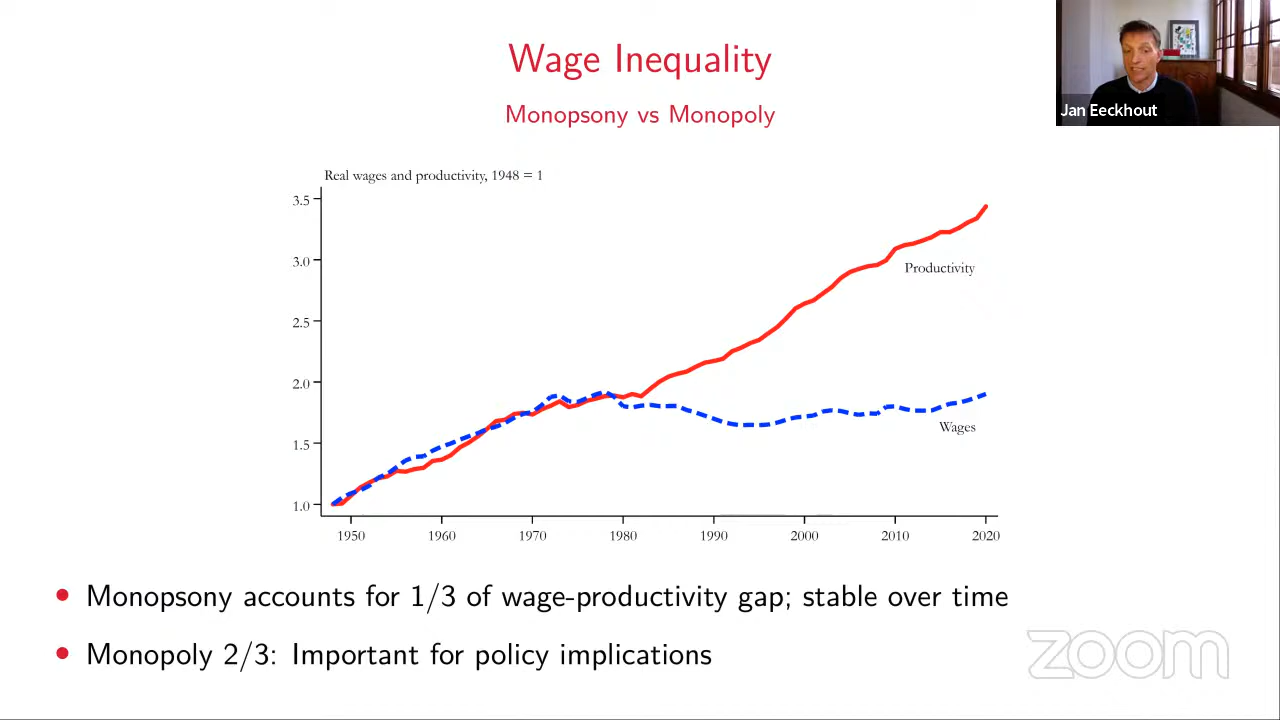 Wage Inequality
Monopsony vs Monopoly
Jan Eeckhout
Real wages and productivity, 1948 = 1
3.5
3.0
2.5
2.0
1.5
1.0
Productivity
Wages
1950 1960 1970 1980 1990 2000 2010 2020
• Monopsony accounts for 1/3 of wage-productivity gap; stable over time
• Monopoly 2/3: Important for policy implications
zoom